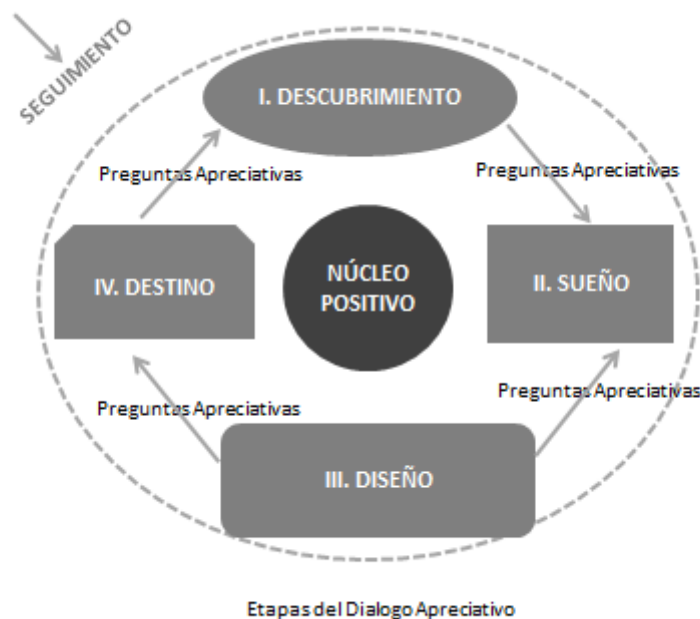 SEGUIMIENTO
I. DESCUBRIMIENTO
Preguntas Apreciativas
Preguntas Apreciativas
IV. DESTINO
NÚCLEO
POSITIVO
II. SUEÑO
Preguntas Apreciativas
Preguntas Apreciativas
III. DISEÑO
Etapas del Dialogo Apreciativo